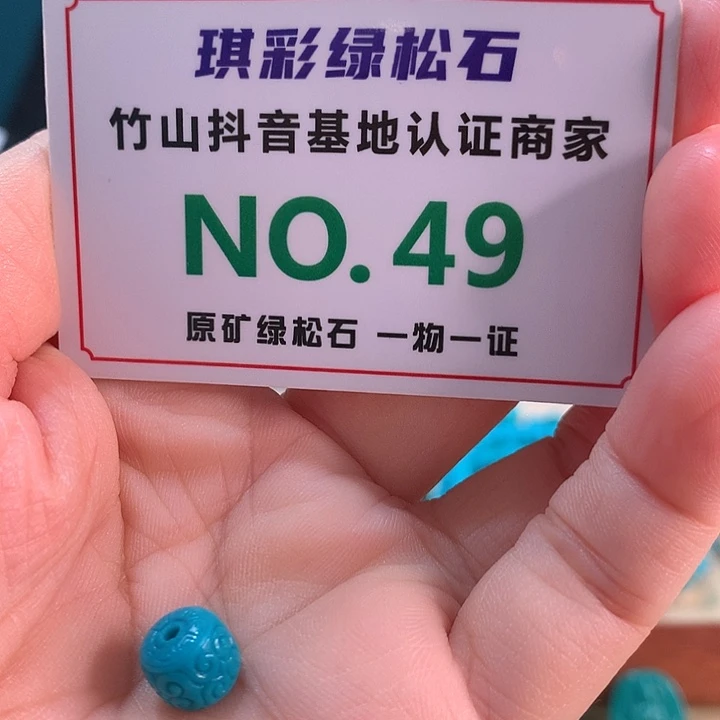 琪彩绿松石
竹山抖音基地认证商家
NO.49
原矿绿松石 一物一证